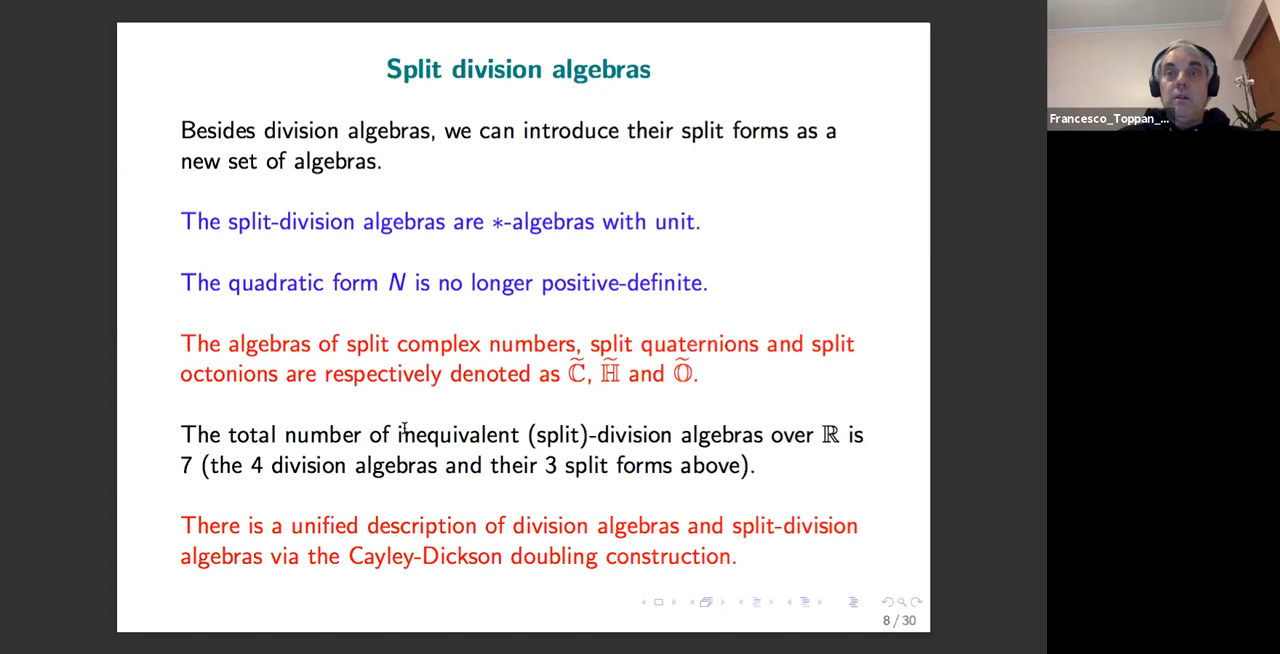 Split division algebras
Besides division algebras, we can introduce their split forms as a
new set of algebras.
The split-division algebras are ∗-algebras with unit.
The quadratic form N is no longer positive-definite.
The algebras of split complex numbers, split quaternions and split
octonions are respectively denoted as ℂ̃, ℍ̃ and 𝕆̃.
The total number of inequivalent (split)-division algebras over ℝ is
7 (the 4 division algebras and their 3 split forms above).
There is a unified description of division algebras and split-division
algebras via the Cayley-Dickson doubling construction.
8 / 30
Francesco_Toppan_...